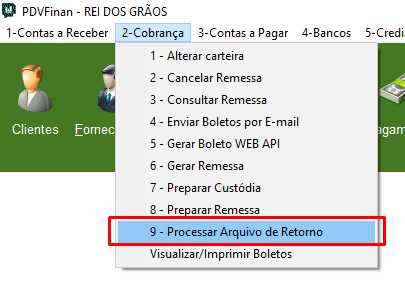 PDVFinan - REI DOS GRÃOS
1-Contas a Receber 2-Cobrança 3-Contas a Pagar 4-Bancos 5-Credi
1 - Alterar carteira
2 - Cancelar Remessa
3 - Consultar Remessa
4 - Enviar Boletos por E-mail
5 - Gerar Boleto WEB API
6 - Gerar Remessa
7 - Preparar Custódia
8 - Preparar Remessa
9 - Processar Arquivo de Retorno
Visualizar/Imprimir Boletos
Clientes Fornec agam